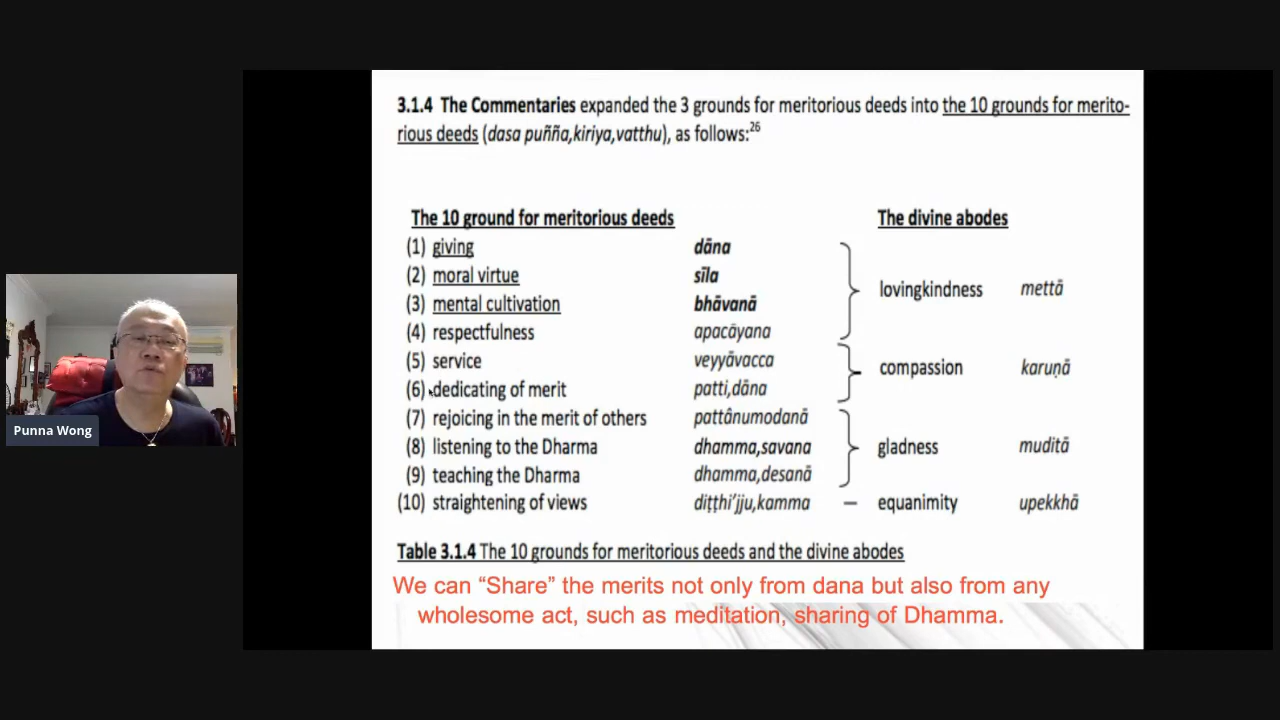 3.1.4 The Commentaries expanded the 3 grounds for meritorious deeds into the 10 grounds for merito-
rious deeds (dasa puñña,kiriya,vatthu), as follows:26
The 10 ground for meritorious deeds The divine abodes
(1) giving dāna
(2) moral virtue sīla
lovingkindness mettā
(3) mental cultivation bhāvanā
(4) respectfulness apacāyana
(5) service veyyāvacca
compassion karuṇā
(6) dedicating of merit patti,dāna
(7) rejoicing in the merit of others pattânumodanā
(8) listening to the Dharma dhamma,savana gladness muditā
(9) teaching the Dharma dhamma,desanā
(10) straightening of views diṭṭhi'jju,kamma – equanimity upekkhā
Table 3.1.4 The 10 grounds for meritorious deeds and the divine abodes
We can “Share” the merits not only from dana but also from any
wholesome act, such as meditation, sharing of Dhamma.
Punna Wong